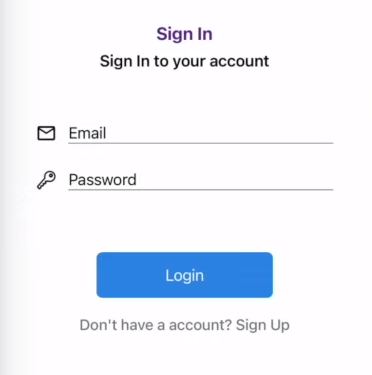 Sign In
Sign In to your account
Email
Password
Login
Don't have a account? Sign Up